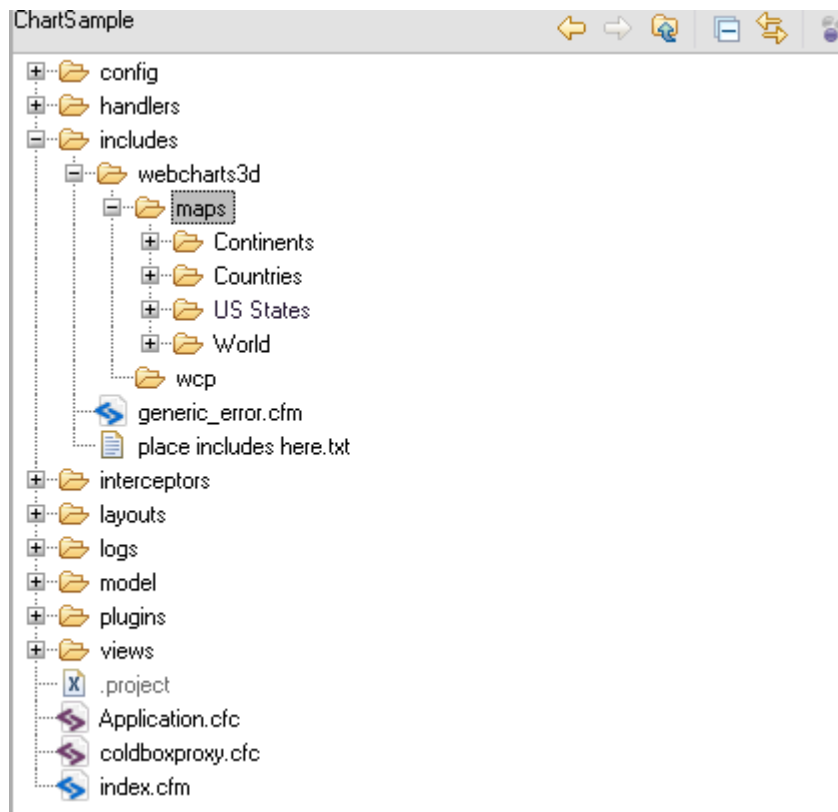 ChartSample
config
handlers
includes
webcharts3d
maps
Continents
Countries
US States
World
wcp
generic_error.cfm
place includes here.txt
interceptors
layouts
logs
model
plugins
views
.project
Application.cfc
coldboxproxy.cfc
index.cfm